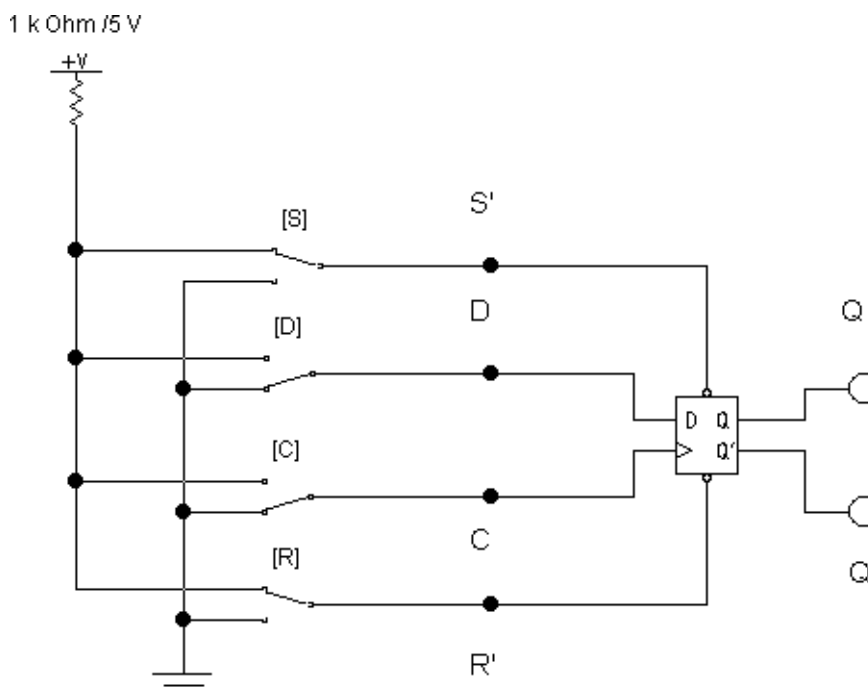 1 k Ohm /5 V
+V
S'
[S]
D
Q
[D]
D Q
Q'
[C]
C
[R]
Q
R'